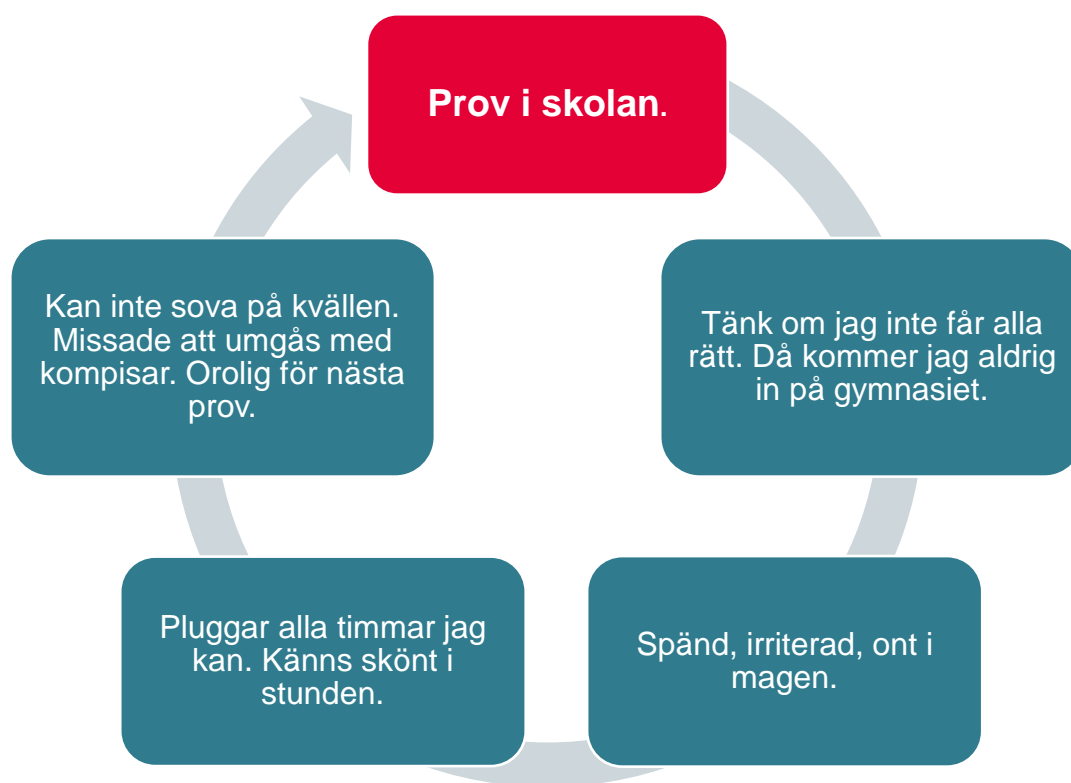 Prov i skolan.
Tänk om jag inte får alla
rätt. Då kommer jag aldrig
in på gymnasiet.
Spänd, irriterad, ont i
magen.
Pluggar alla timmar jag
kan. Känns skönt i
stunden.
Kan inte sova på kvällen.
Missade att umgås med
kompisar. Orolig för nästa
prov.